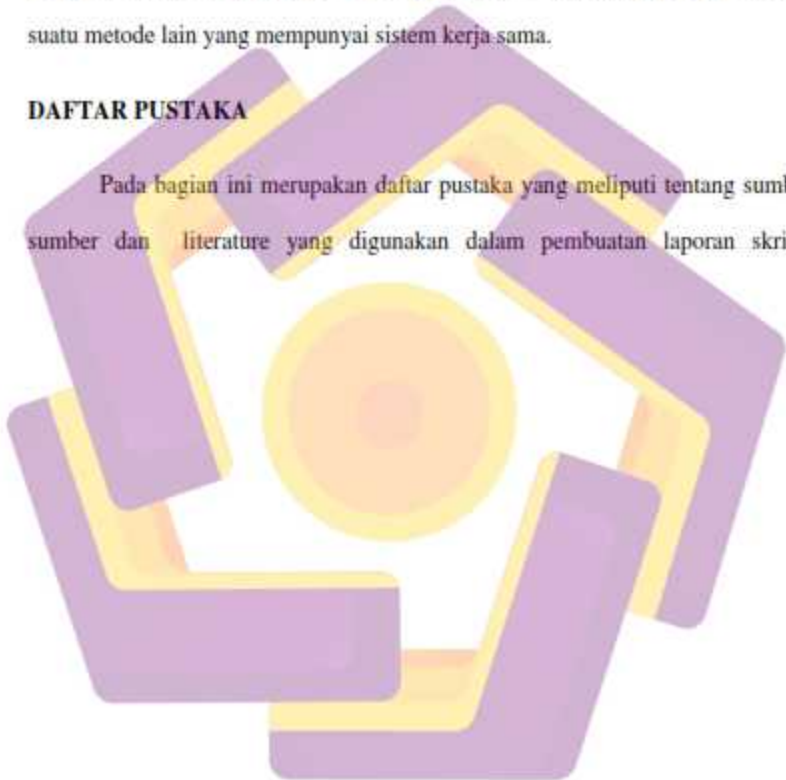 suatu metode lain yang mempunyai sistem kerja sama.
DAFTAR PUSTAKA
Pada bagian ini merupakan daftar pustaka yang meliputi tentang
sumber dan literature yang digunakan dalam pembuatan laporan